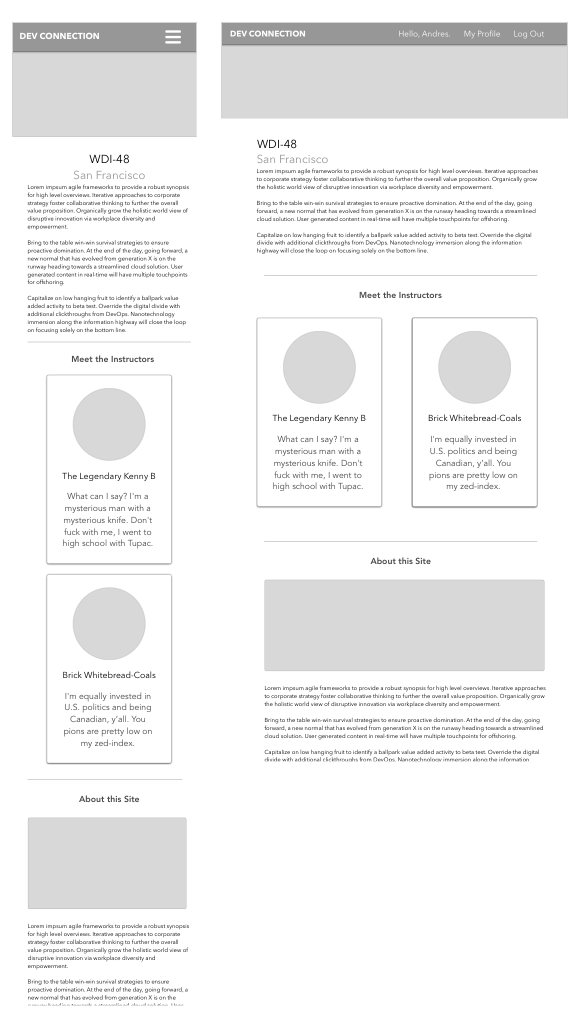 DEV CONNECTION
WDI-48
San Francisco
Lorem impsum agile frameworks to provide a robust synopsis
for high level overviews. Iterative approaches to corporate
strategy foster collaborative thinking to further the overall
value proposition. Organically grow the holistic world view of
disruptive innovation via workplace diversity and
empowerment.
Bring to the table win-win survival strategies to ensure
proactive domination. At the end of the day, going forward, a
new normal that has evolved from generation X is on the
runway heading towards a streamlined cloud solution. User
generated content in real-time will have multiple touchpoints
for offshoring.
Capitalize on low hanging fruit to identify a ballpark value
added activity to beta test. Override the digital divide with
additional clickthroughs from DevOps. Nanotechnology
immersion along the information highway will close the loop
on focusing solely on the bottom line.
Meet the Instructors
The Legendary Kenny B
What can I say? I'm a
mysterious man with a
mysterious knife. Don't
fuck with me, I went to
high school with Tupac.
Brick Whitebread-Coals
I'm equally invested in
U.S. politics and being
Canadian, y'all. You
pions are pretty low on
my zed-index.
About this Site
Lorem impsum agile frameworks to provide a robust synopsis
for high level overviews. Iterative approaches to corporate
strategy foster collaborative thinking to further the overall
value proposition. Organically grow the holistic world view of
disruptive innovation via workplace diversity and
empowerment.
Bring to the table win-win survival strategies to ensure
proactive domination. At the end of the day, going forward, a
new normal that has evolved from generation X is on the
runway heading towards a streamlined cloud solution. User
DEV CONNECTION
Hello, Andres. My Profile Log Out
WDI-48
San Francisco
Lorem impsum agile frameworks to provide a robust synopsis for high level overviews. Iterative approaches
to corporate strategy foster collaborative thinking to further the overall value proposition. Organically grow
the holistic world view of disruptive innovation via workplace diversity and empowerment.
Bring to the table win-win survival strategies to ensure proactive domination. At the end of the day, going
forward, a new normal that has evolved from generation X is on the runway heading towards a streamlined
cloud solution. User generated content in real-time will have multiple touchpoints for offshoring.
Capitalize on low hanging fruit to identify a ballpark value added activity to beta test. Override the digital
divide with additional clickthroughs from DevOps. Nanotechnology immersion along the information
highway will close the loop on focusing solely on the bottom line.
Meet the Instructors
The Legendary Kenny B
What can I say? I'm a
mysterious man with a
mysterious knife. Don't
fuck with me, I went to
high school with Tupac.
Brick Whitebread-Coals
I'm equally invested in
U.S. politics and being
Canadian, y'all. You
pions are pretty low on
my zed-index.
About this Site
Lorem impsum agile frameworks to provide a robust synopsis for high level overviews. Iterative approaches
to corporate strategy foster collaborative thinking to further the overall value proposition. Organically grow
the holistic world view of disruptive innovation via workplace diversity and empowerment.
Bring to the table win-win survival strategies to ensure proactive domination. At the end of the day, going
forward, a new normal that has evolved from generation X is on the runway heading towards a streamlined
cloud solution. User generated content in real-time will have multiple touchpoints for offshoring.
Capitalize on low hanging fruit to identify a ballpark value added activity to beta test. Override the digital
divide with additional clickthroughs from DevOps. Nanotechnology immersion along the information